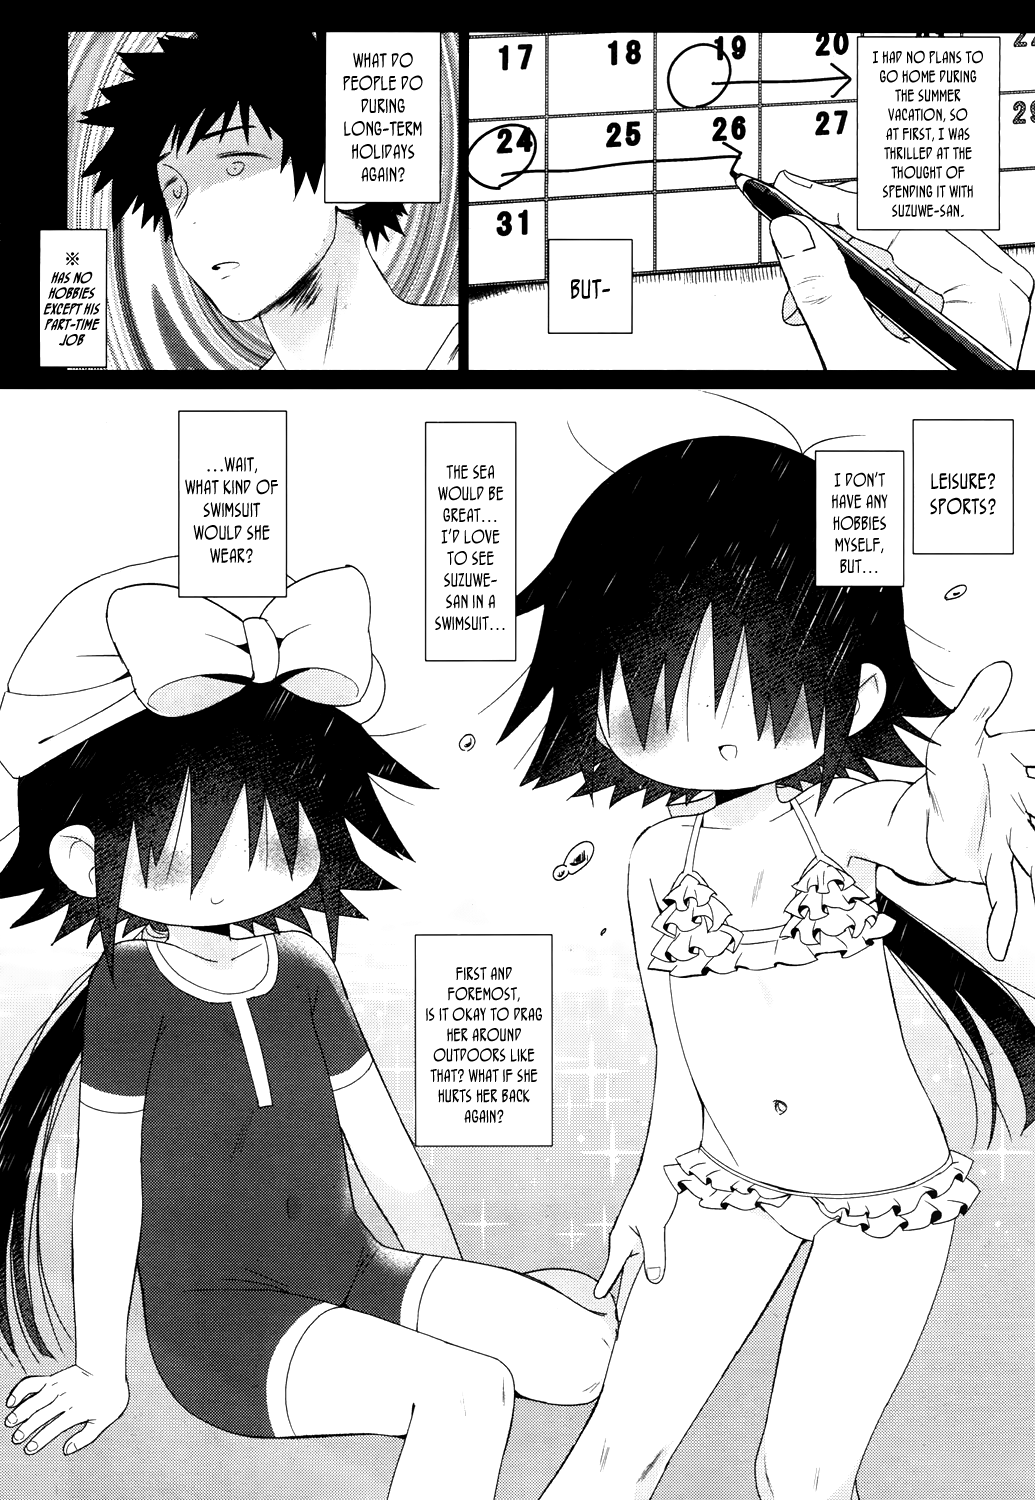 17 18 19 20
24 25 26 27
31
I HAD NO PLANS TO
GO HOME DURING
THE SUMMER
VACATION, SO
AT FIRST, I WAS
THRILLED AT THE
THOUGHT OF
SPENDING IT WITH
SUZUWE-SAN.
BUT-
WHAT DO
PEOPLE DO
DURING
LONG-TERM
HOLIDAYS
AGAIN?
※
HAS NO
HOBBIES
EXCEPT HIS
PART-TIME
JOB
LEISURE?
SPORTS?
I DON'T
HAVE ANY
HOBBIES
MYSELF,
BUT...
THE SEA
WOULD BE
GREAT...
I'D LOVE
TO SEE
SUZUWE-
SAN IN A
SWIMSUIT...
...WAIT,
WHAT KIND OF
SWIMSUIT
WOULD SHE
WEAR?
FIRST AND
FOREMOST,
IS IT OKAY TO DRAG
HER AROUND
OUTDOORS LIKE
THAT? WHAT IF SHE
HURTS HER BACK
AGAIN?